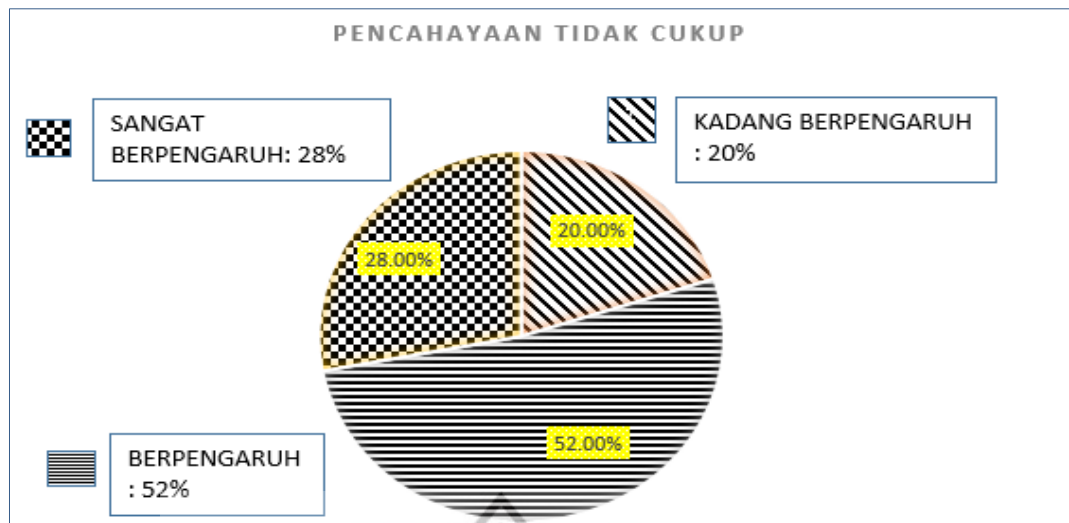 PENCAHAYAAN TIDAK CUKUP
SANGAT
BERPENGARUH: 28%
KADANG BERPENGARUH
: 20%
20.00%
28.00%
52.00%
BERPENGARUH
: 52%